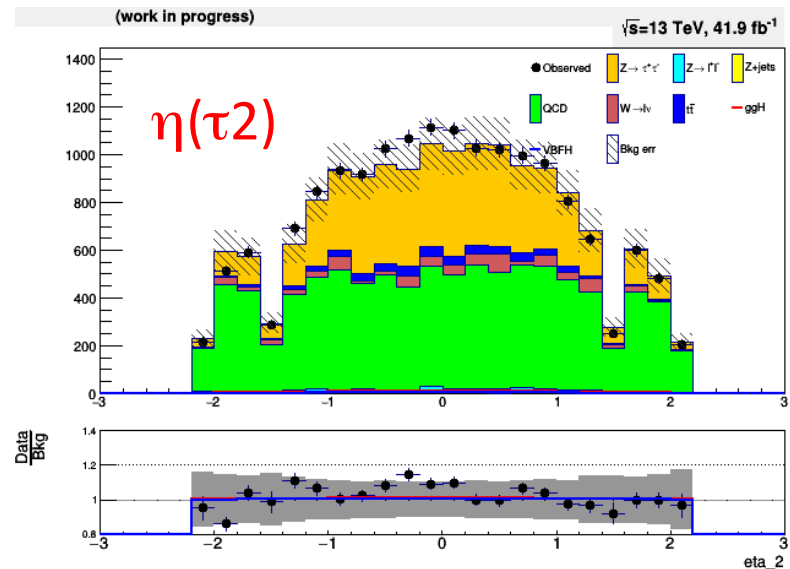 (work in progress)
√s=13 TeV, 41.9 fb⁻¹
Observed
Z→ τ⁺τ⁻
Z→ l⁺l⁻
Z+jets
QCD
W→lν
tt̄
ggH
VBFH
Bkg err
η(τ2)
1400
1200
1000
800
600
400
200
0
−3 −2 −1 0 1 2 3
Data
Bkg
1.4
1.2
1
0.8
−3 −2 −1 0 1 2 3
eta_2